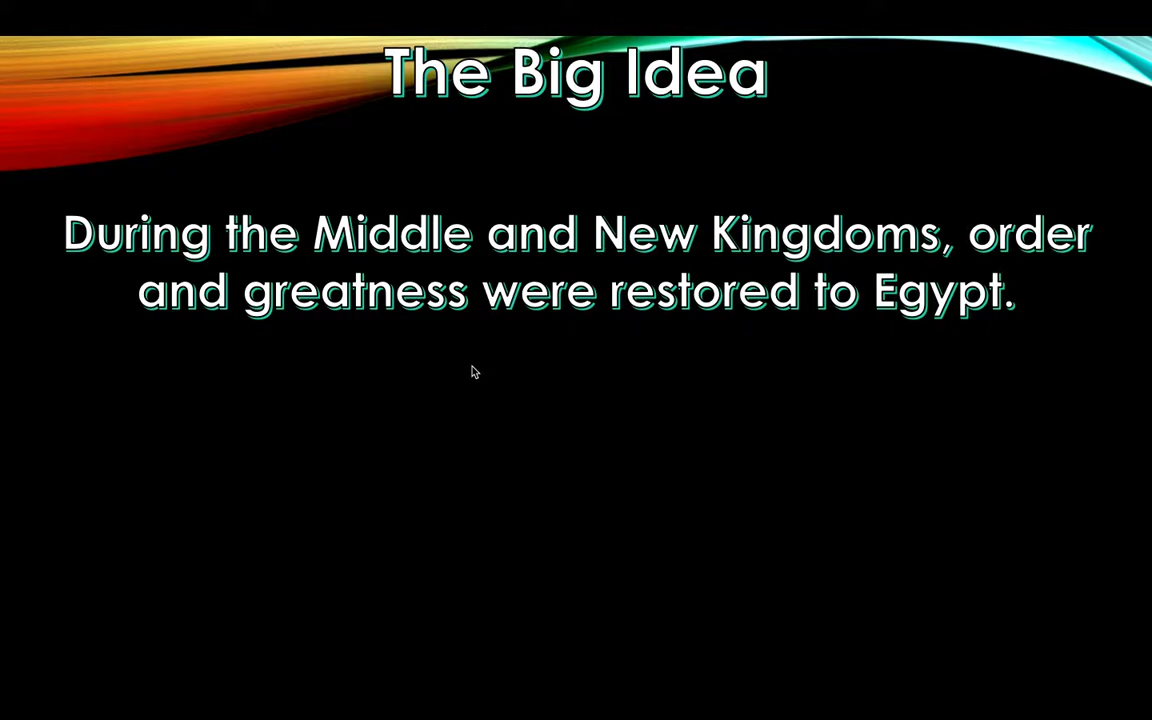 The Big Idea
During the Middle and New Kingdoms, order
and greatness were restored to Egypt.